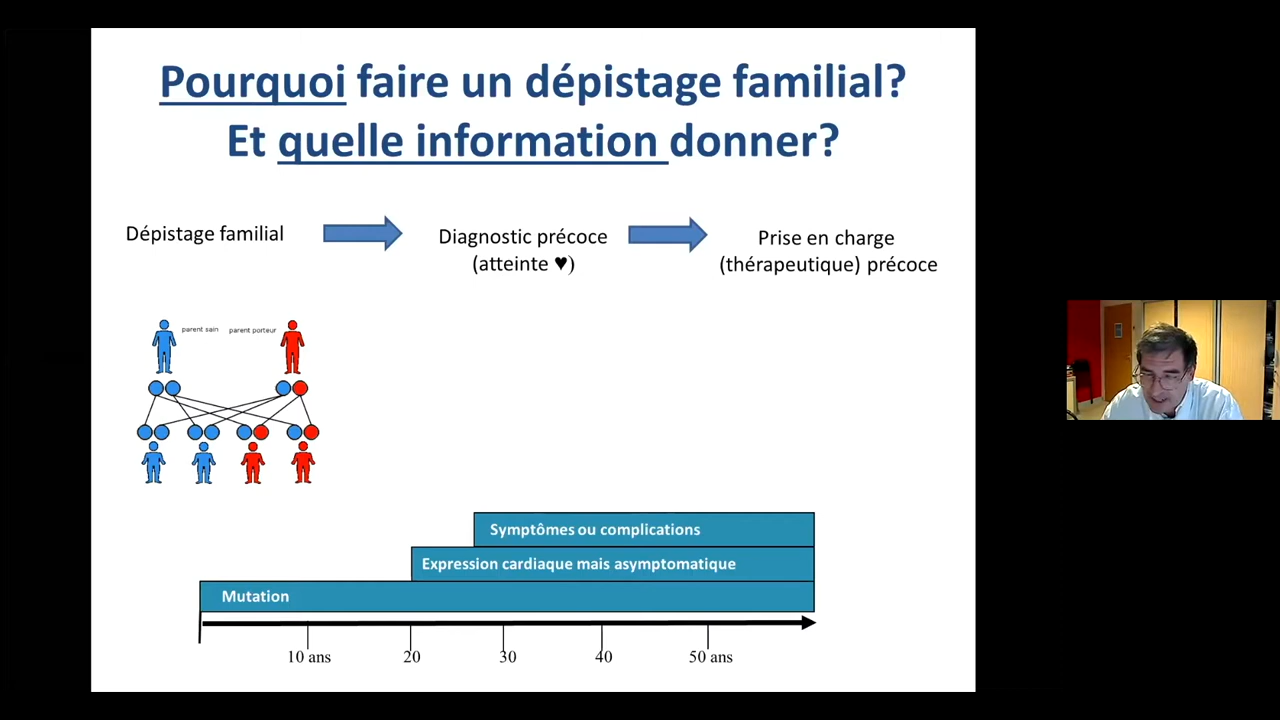 Pourquoi faire un dépistage familial?
Et quelle information donner?
Dépistage familial
Diagnostic précoce
(atteinte ♥)
Prise en charge
(thérapeutique) précoce
parent sain
parent porteur
Symptômes ou complications
Expression cardiaque mais asymptomatique
Mutation
10 ans 20 30 40 50 ans